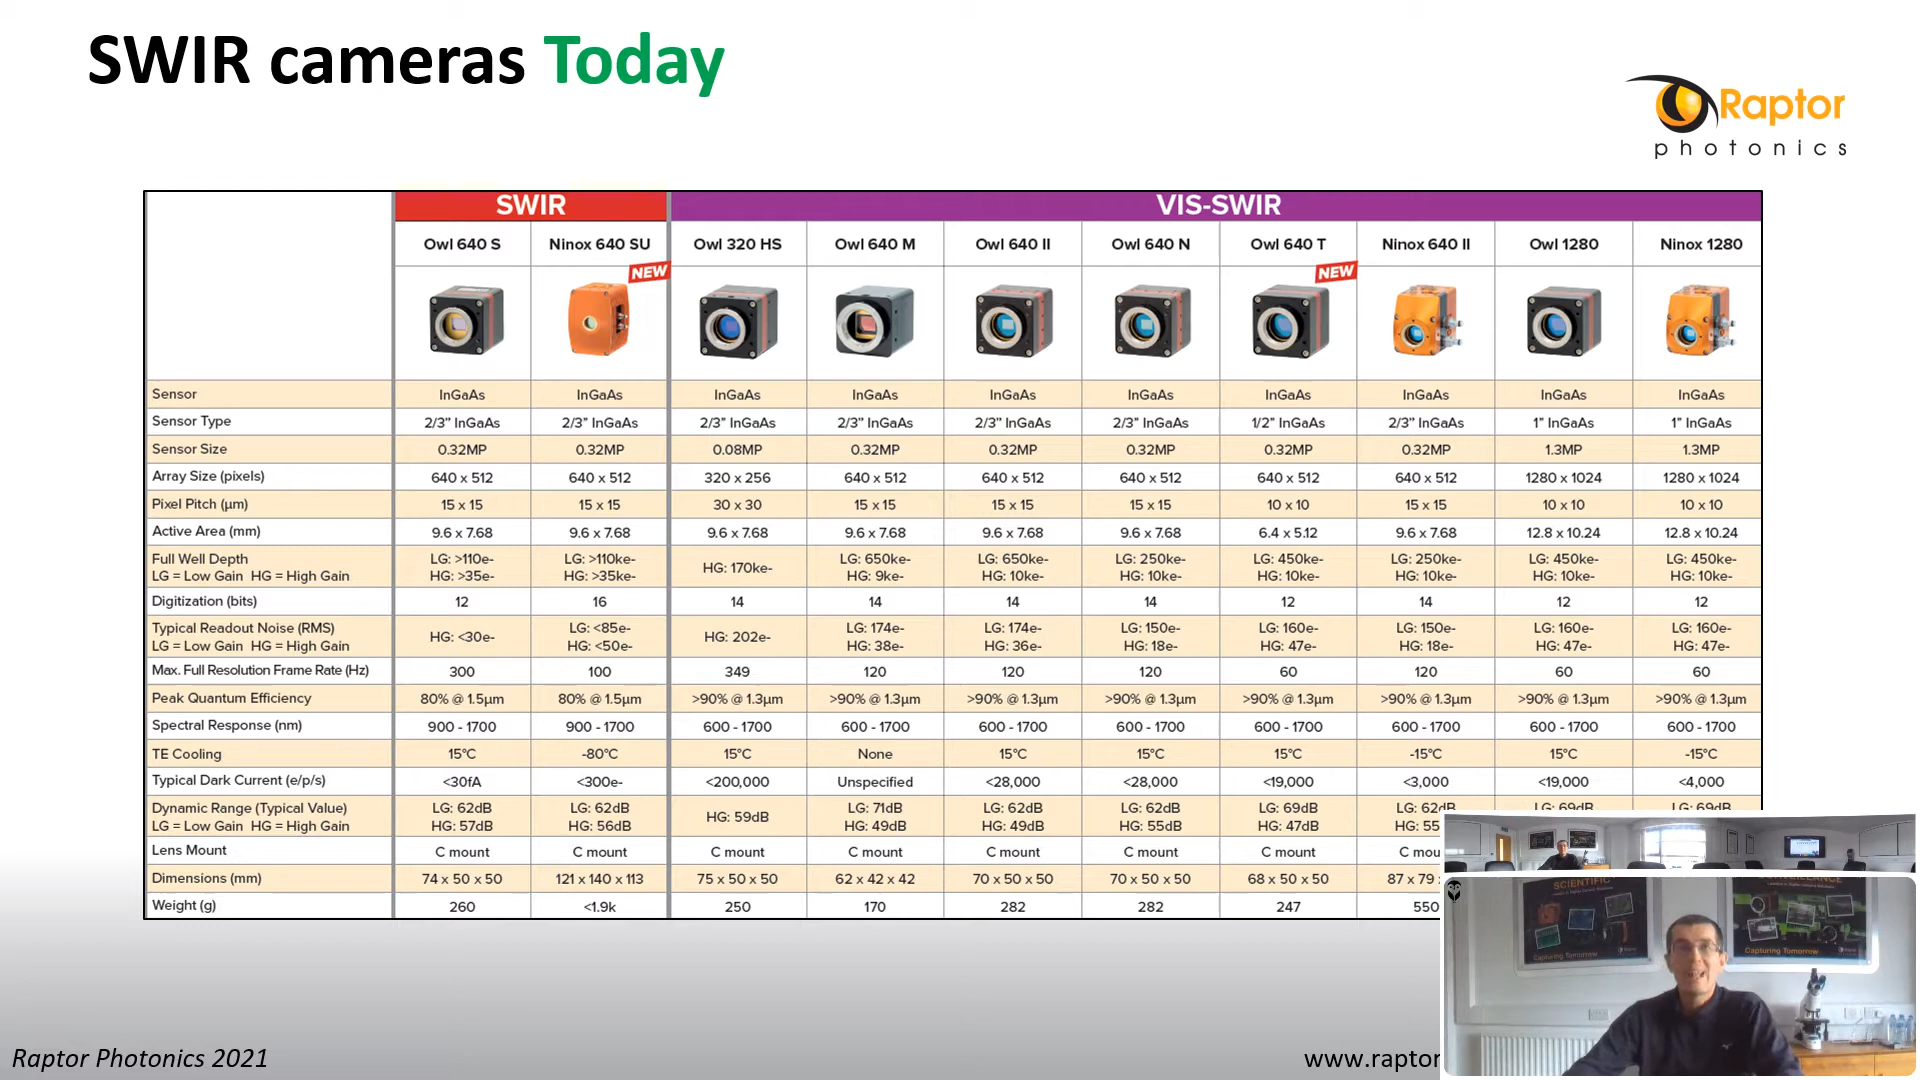 SWIR cameras Today
Raptor
photonics
SWIR VIS-SWIR
Owl 640 S Ninox 640 SU Owl 320 HS Owl 640 M Owl 640 II Owl 640 N Owl 640 T Ninox 640 II Owl 1280 Ninox 1280
NEW NEW
Sensor InGaAs InGaAs InGaAs InGaAs InGaAs InGaAs InGaAs InGaAs InGaAs InGaAs
Sensor Type 2/3” InGaAs 2/3” InGaAs 2/3” InGaAs 2/3” InGaAs 2/3” InGaAs 2/3” InGaAs 1/2” InGaAs 2/3” InGaAs 1” InGaAs 1” InGaAs
Sensor Size 0.32MP 0.32MP 0.08MP 0.32MP 0.32MP 0.32MP 0.32MP 0.32MP 1.3MP 1.3MP
Array Size (pixels) 640 x 512 640 x 512 320 x 256 640 x 512 640 x 512 640 x 512 640 x 512 640 x 512 1280 x 1024 1280 x 1024
Pixel Pitch (μm) 15 x 15 15 x 15 30 x 30 15 x 15 15 x 15 15 x 15 10 x 10 15 x 15 10 x 10 10 x 10
Active Area (mm) 9.6 x 7.68 9.6 x 7.68 9.6 x 7.68 9.6 x 7.68 9.6 x 7.68 9.6 x 7.68 6.4 x 5.12 9.6 x 7.68 12.8 x 10.24 12.8 x 10.24
Full Well Depth LG: >110e- LG: >110ke- HG: 170ke- LG: 650ke- LG: 650ke- LG: 250ke- LG: 450ke- LG: 250ke- LG: 450ke- LG: 450ke-
LG = Low Gain HG = High Gain HG: >35e- HG: >35ke- HG: 9ke- HG: 10ke- HG: 10ke- HG: 10ke- HG: 10ke- HG: 10ke- HG: 10ke-
Digitization (bits) 12 16 14 14 14 14 12 14 12 12
Typical Readout Noise (RMS) HG: <30e- LG: <85e- HG: 202e- LG: 174e- LG: 174e- LG: 150e- LG: 160e- LG: 150e- LG: 160e- LG: 160e-
LG = Low Gain HG = High Gain HG: <50e- HG: 38e- HG: 36e- HG: 18e- HG: 47e- HG: 18e- HG: 47e- HG: 47e-
Max. Full Resolution Frame Rate (Hz) 300 100 349 120 120 120 60 120 60 60
Peak Quantum Efficiency 80% @ 1.5μm 80% @ 1.5μm >90% @ 1.3μm >90% @ 1.3μm >90% @ 1.3μm >90% @ 1.3μm >90% @ 1.3μm >90% @ 1.3μm >90% @ 1.3μm >90% @ 1.3μm
Spectral Response (nm) 900 - 1700 900 - 1700 600 - 1700 600 - 1700 600 - 1700 600 - 1700 600 - 1700 600 - 1700 600 - 1700 600 - 1700
TE Cooling 15°C -80°C 15°C None 15°C 15°C 15°C -15°C 15°C -15°C
Typical Dark Current (e/p/s) <30fA <300e- <200,000 Unspecified <28,000 <28,000 <19,000 <3,000 <19,000 <4,000
Dynamic Range (Typical Value) LG: 62dB LG: 62dB HG: 59dB LG: 71dB LG: 62dB LG: 62dB LG: 69dB LG: 62dB LG: 69dB LG: 69dB
LG = Low Gain HG = High Gain HG: 57dB HG: 56dB HG: 49dB HG: 49dB HG: 55dB HG: 47dB HG: 55
Lens Mount C mount C mount C mount C mount C mount C mount C mount C mou
Dimensions (mm) 74 x 50 x 50 121 x 140 x 113 75 x 50 x 50 62 x 42 x 42 70 x 50 x 50 70 x 50 x 50 68 x 50 x 50 87 x 79
Weight (g) 260 <1.9k 250 170 282 282 247 550
SCIENTIFIC
Capturing Tomorrow
Capturing Tomorrow
Raptor Photonics 2021
www.raptor